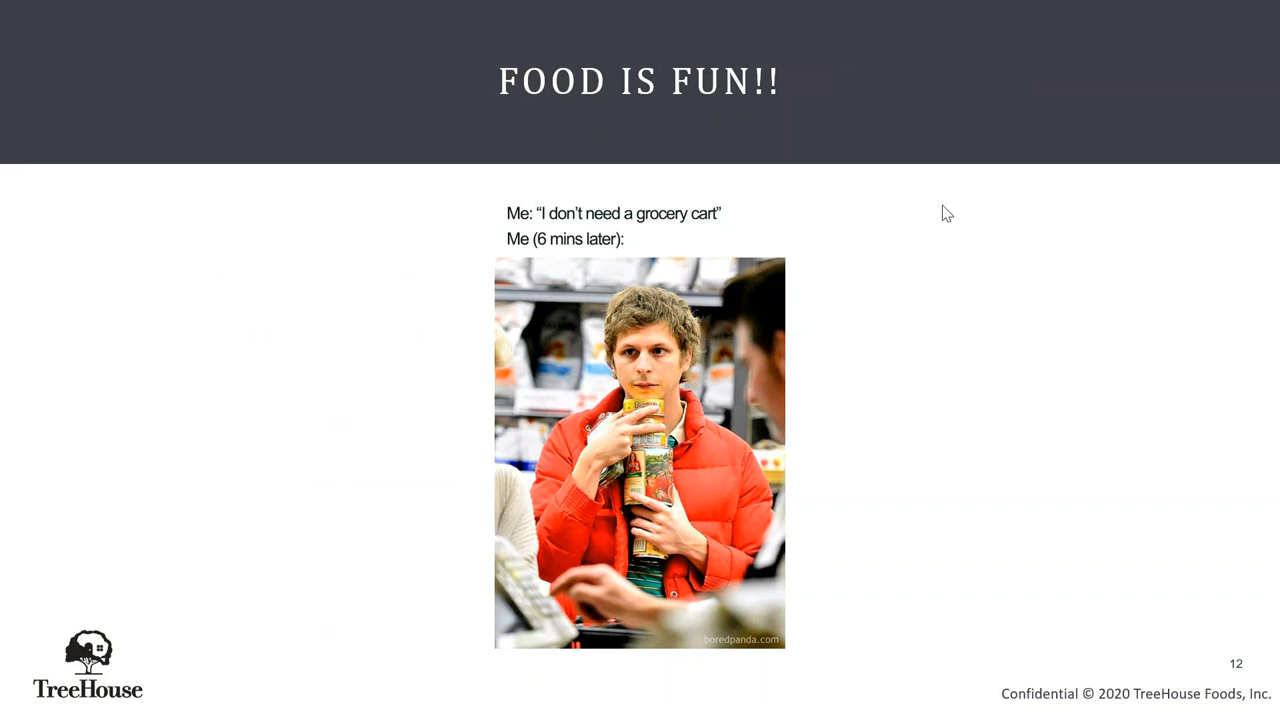 FOOD IS FUN!!
Me: “I don’t need a grocery cart”
Me (6 mins later):
boredpanda.com
TreeHouse
12
Confidential © 2020 TreeHouse Foods, Inc.